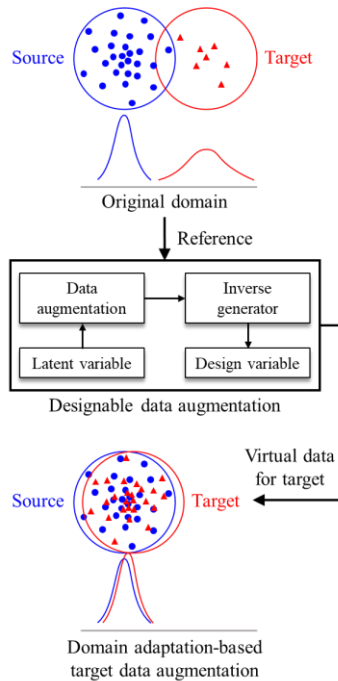 Source
Target
Original domain
Reference
Data
augmentation
Inverse
generator
Latent variable
Design variable
Designable data augmentation
Virtual data
for target
Source
Target
Domain adaptation-based
target data augmentation